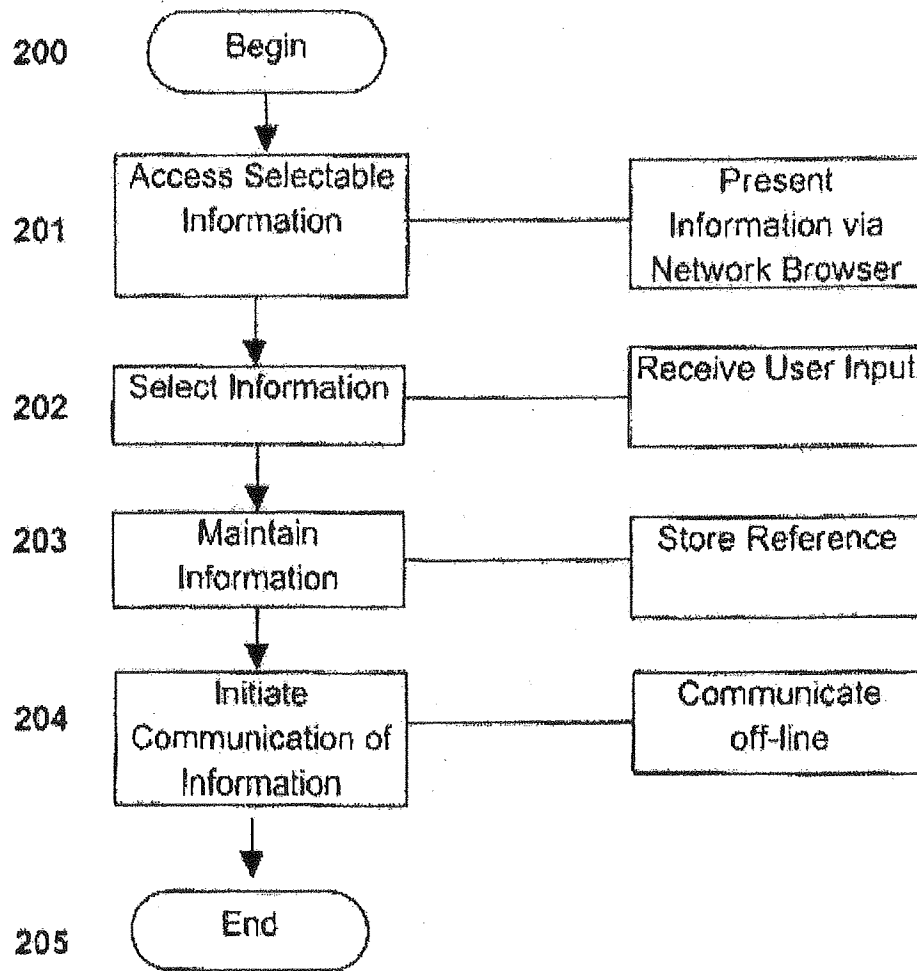 200
Begin
201
Access Selectable
Information
Present
Information via
Network Browser
202
Select Information
Receive User Input
203
Maintain
Information
Store Reference
204
Initiate
Communication of
Information
Communicate
off-line
End
205